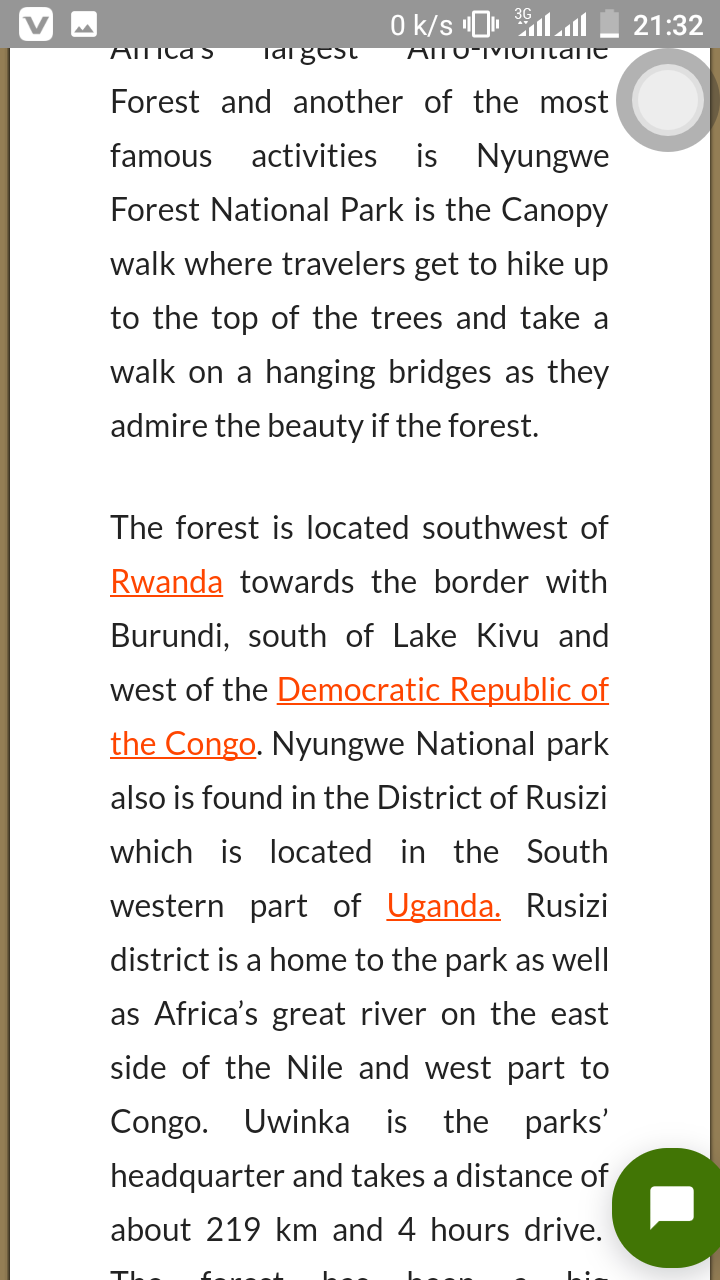 0 k/s 3G 21:32
Africa's largest Afro-Montane
Forest and another of the most
famous activities is Nyungwe
Forest National Park is the Canopy
walk where travelers get to hike up
to the top of the trees and take a
walk on a hanging bridges as they
admire the beauty if the forest.
The forest is located southwest of
Rwanda towards the border with
Burundi, south of Lake Kivu and
west of the Democratic Republic of
the Congo. Nyungwe National park
also is found in the District of Rusizi
which is located in the South
western part of Uganda. Rusizi
district is a home to the park as well
as Africa’s great river on the east
side of the Nile and west part to
Congo. Uwinka is the parks’
headquarter and takes a distance of
about 219 km and 4 hours drive.
The forest has been a big